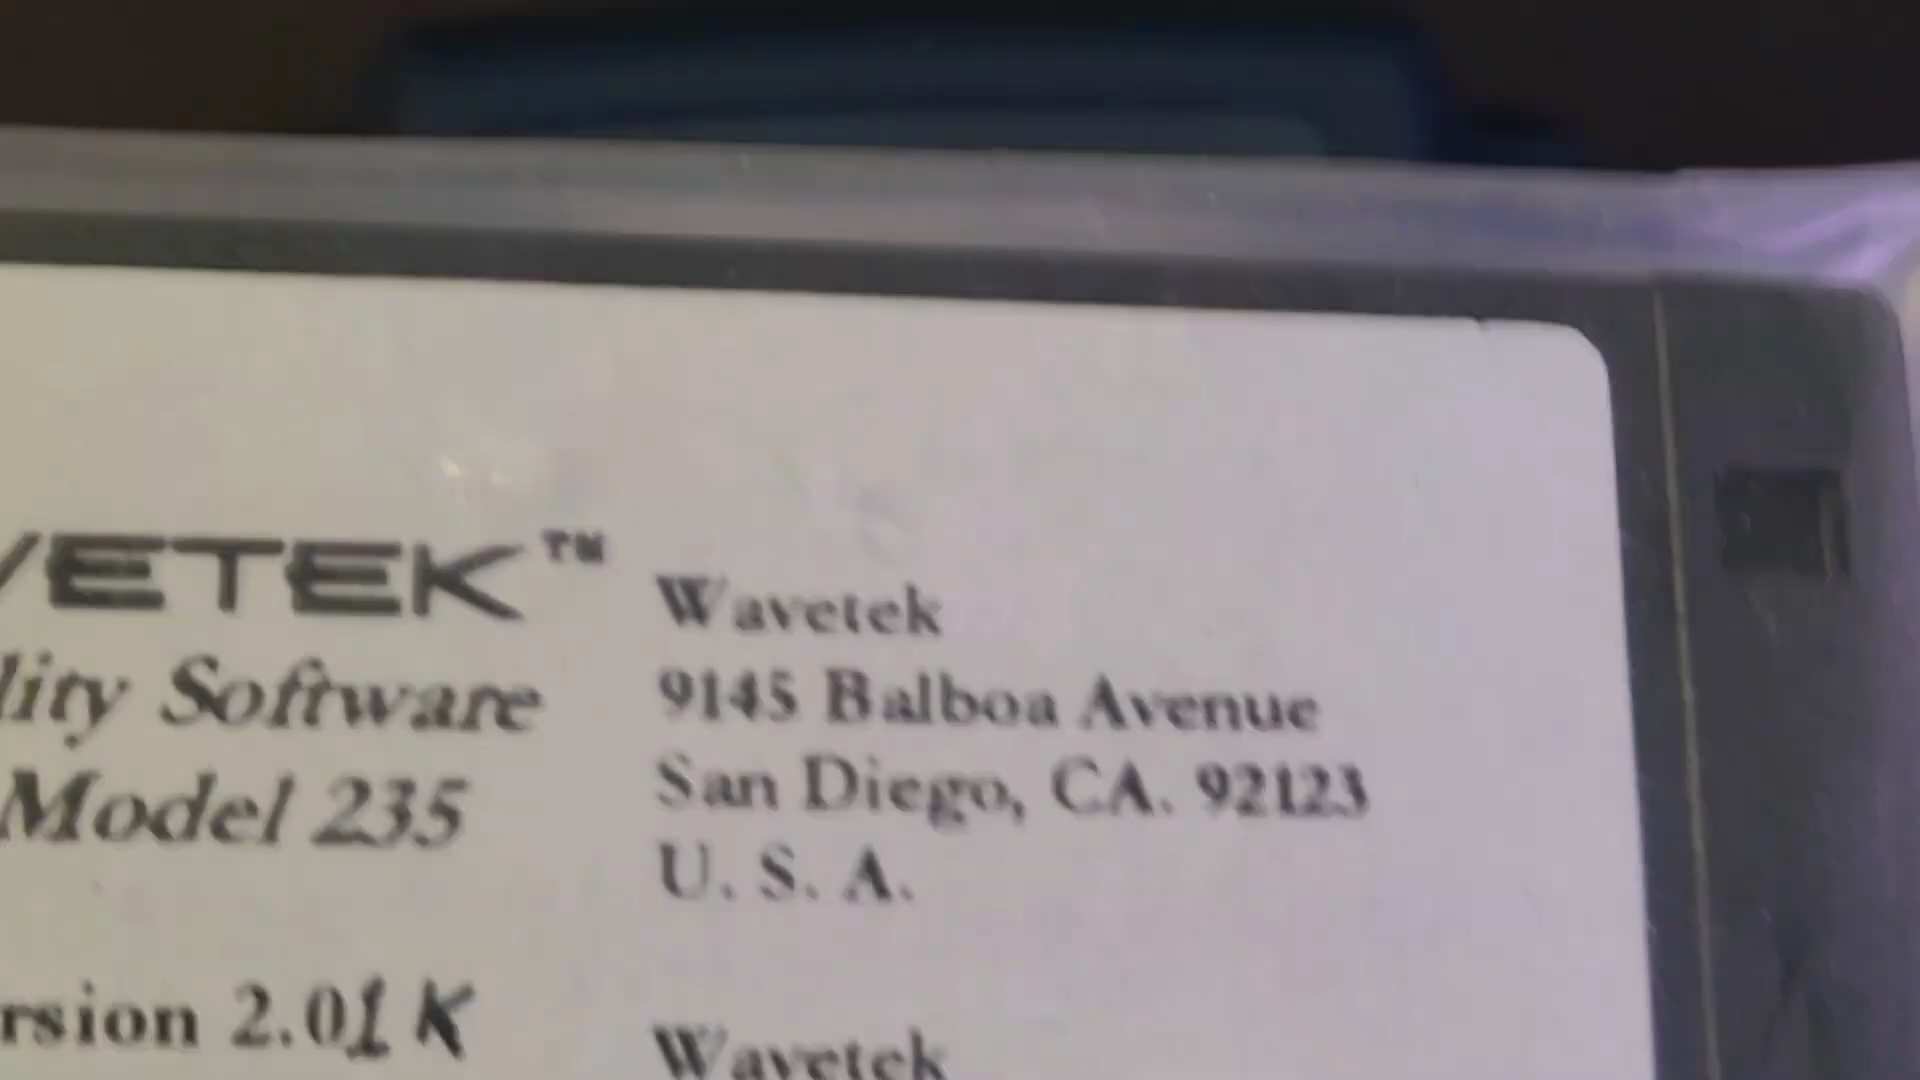 VETEK™
lity Software
Model 235
rsion 2.01 K
Wavetek
9145 Balboa Avenue
San Diego, CA. 92123
U. S. A.
Wavetek